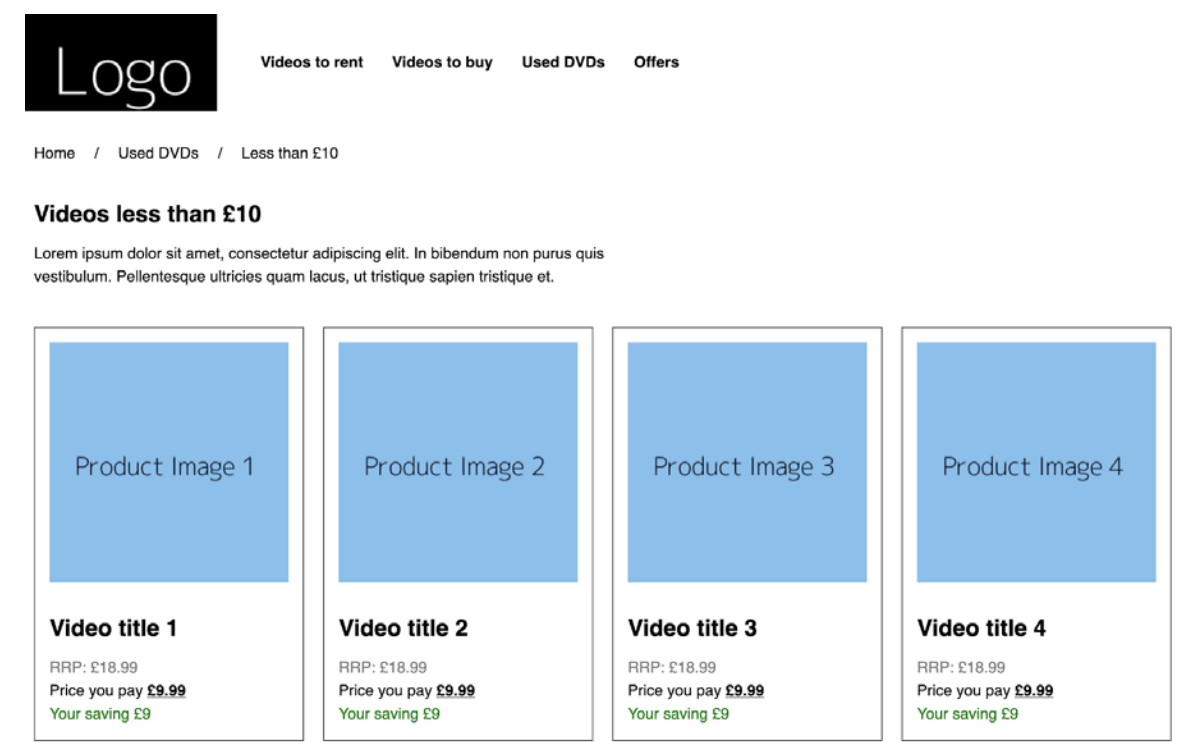 Logo
Videos to rent Videos to buy Used DVDs Offers
Home / Used DVDs / Less than £10
Videos less than £10
Lorem ipsum dolor sit amet, consectetur adipiscing elit. In bibendum non purus quis
vestibulum. Pellentesque ultricies quam lacus, ut tristique sapien tristique et.
Product Image 1
Video title 1
RRP: £18.99
Price you pay £9.99
Your saving £9
Product Image 2
Video title 2
RRP: £18.99
Price you pay £9.99
Your saving £9
Product Image 3
Video title 3
RRP: £18.99
Price you pay £9.99
Your saving £9
Product Image 4
Video title 4
RRP: £18.99
Price you pay £9.99
Your saving £9